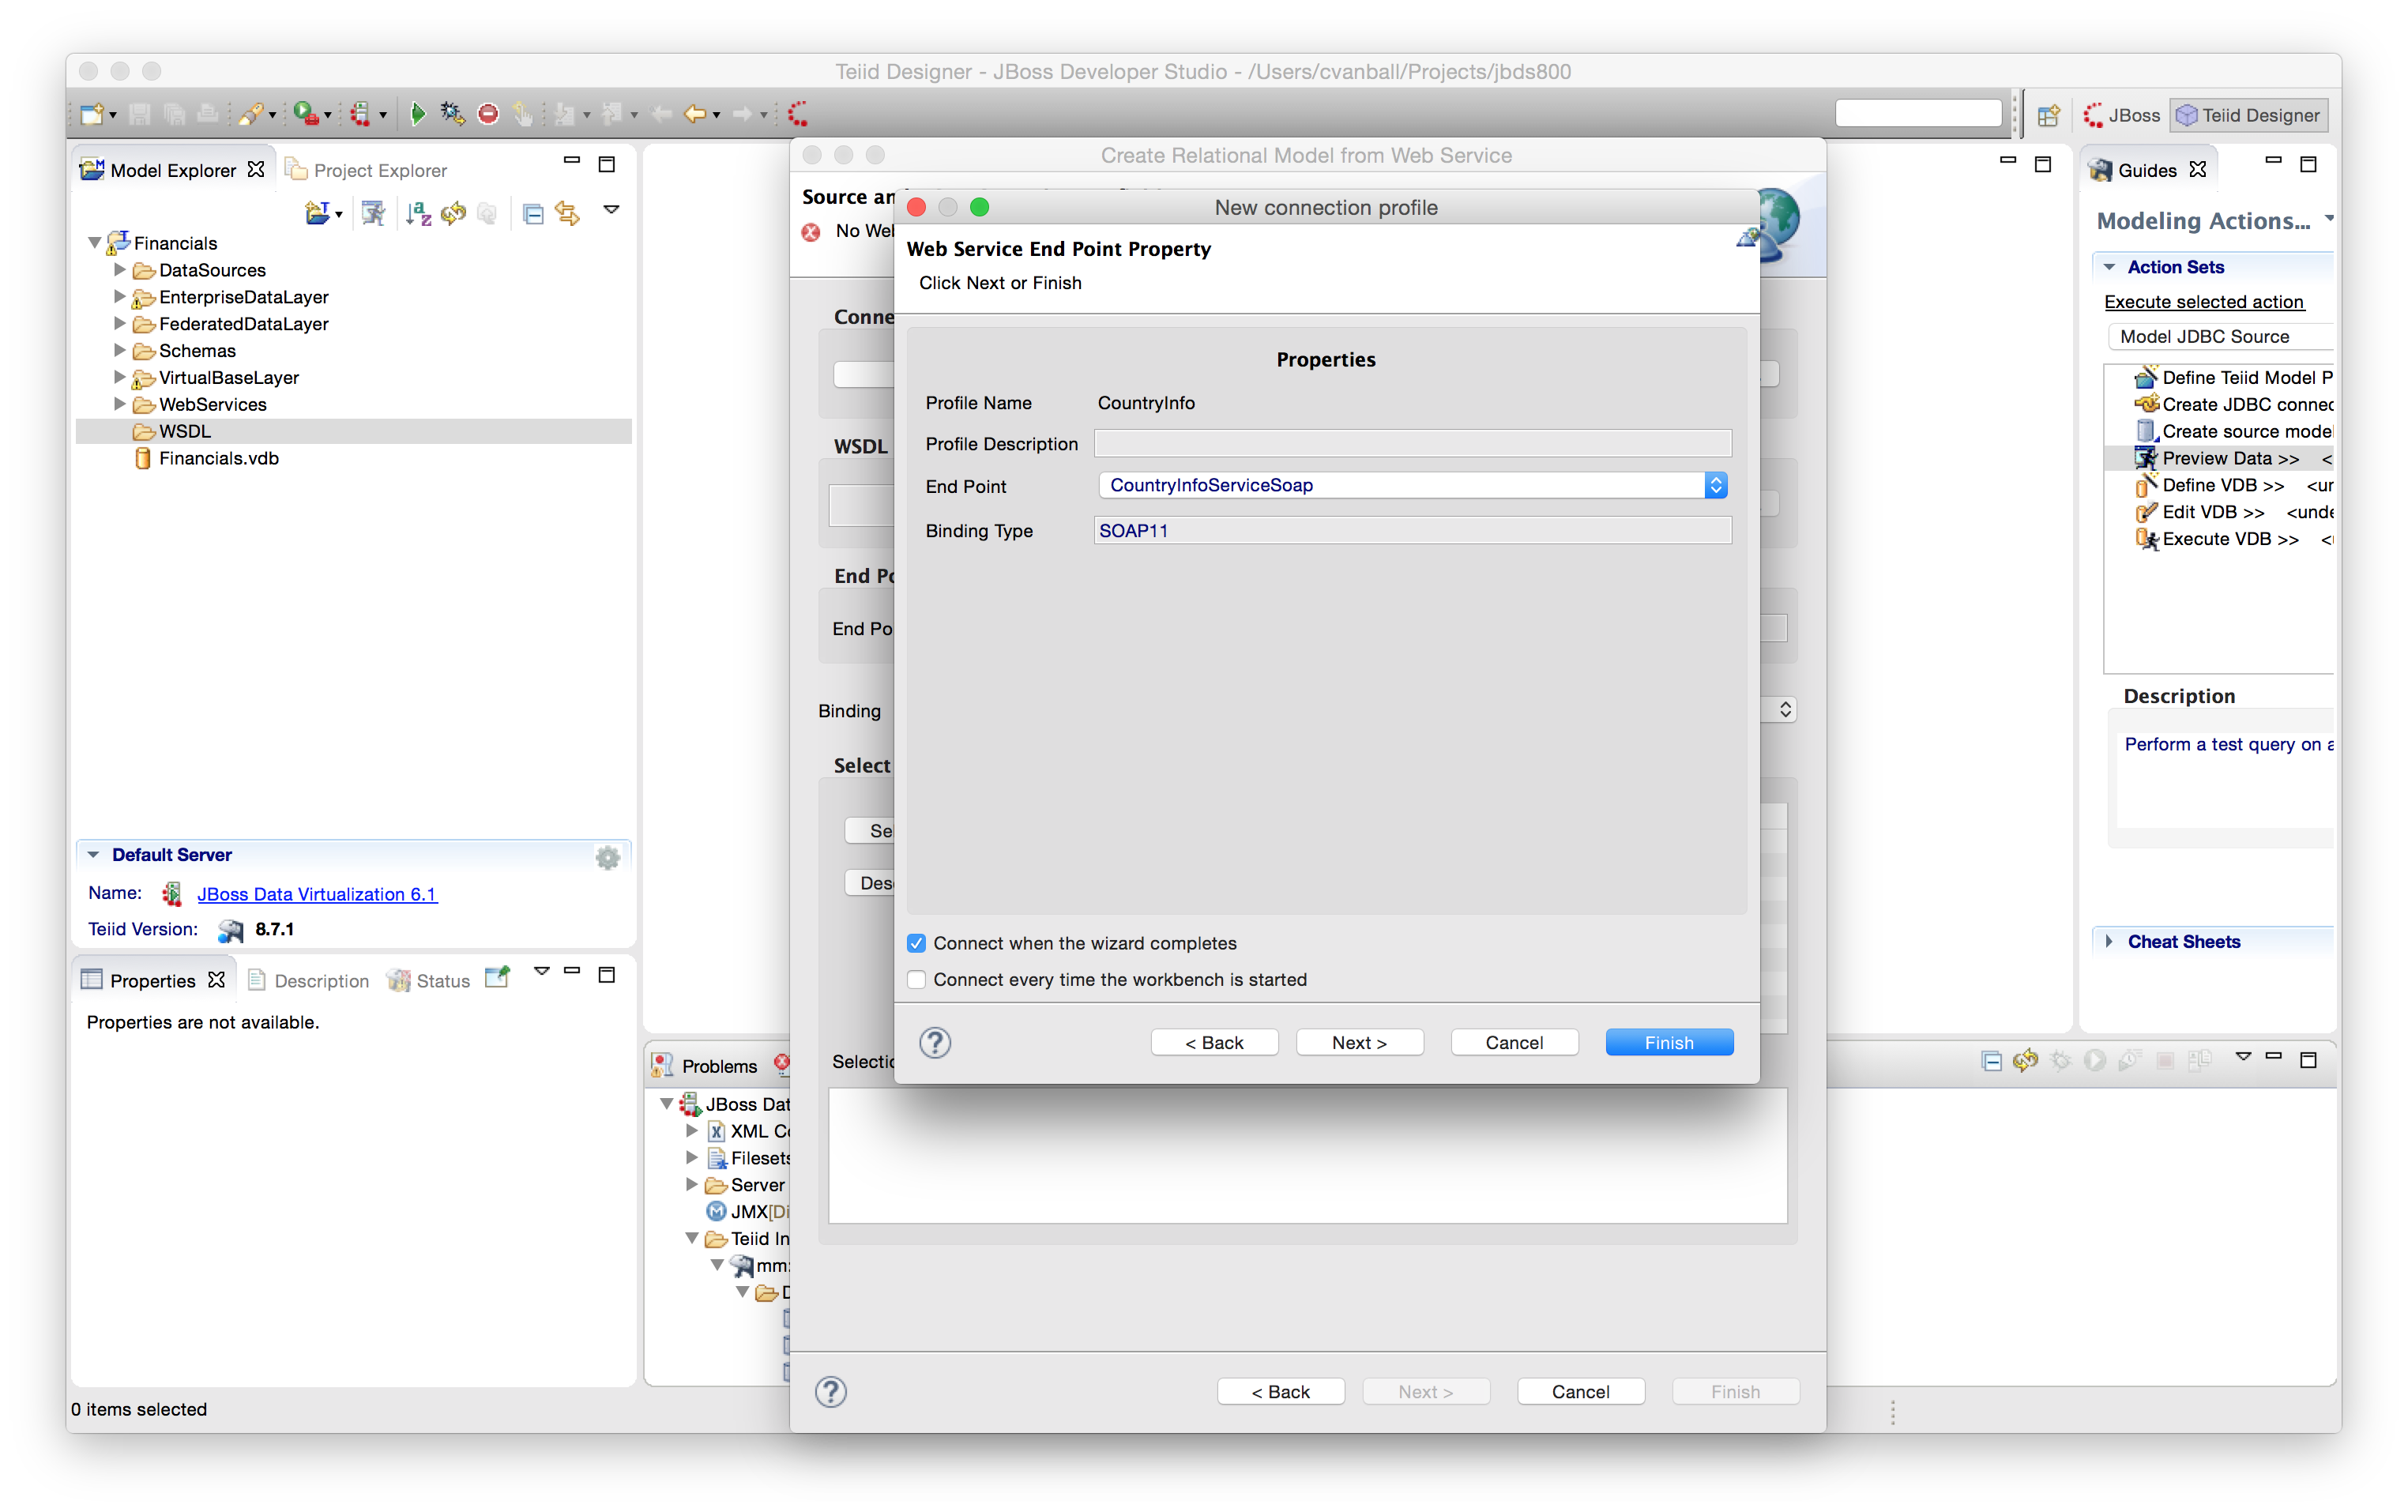 Teiid Designer - JBoss Developer Studio - /Users/cvanball/Projects/jbds800
JBoss
Teiid Designer
Model Explorer
Project Explorer
Financials
DataSources
EnterpriseDataLayer
FederatedDataLayer
Schemas
VirtualBaseLayer
WebServices
WSDL
Financials.vdb
Default Server
Name:
JBoss Data Virtualization 6.1
Teiid Version:
8.7.1
Properties
Description
Status
Properties are not available.
0 items selected
Create Relational Model from Web Service
Source an
No Wel
Conne
WSDL
End Po
End Po
Binding
Select
Se
Des
Selectio
< Back
Next >
Cancel
Finish
New connection profile
Web Service End Point Property
Click Next or Finish
Properties
Profile Name
CountryInfo
Profile Description
End Point
CountryInfoServiceSoap
Binding Type
SOAP11
Connect when the wizard completes
Connect every time the workbench is started
< Back
Next >
Cancel
Finish
Problems
JBoss Dat
XML Co
Filesets
Server
JMX[Di
Teiid In
mm:
D
Guides
Modeling Actions...
Action Sets
Execute selected action
Model JDBC Source
Define Teiid Model P
Create JDBC connec
Create source model
Preview Data >> <
Define VDB >> <ur
Edit VDB >> <unde
Execute VDB >> <u
Description
Perform a test query on a
Cheat Sheets